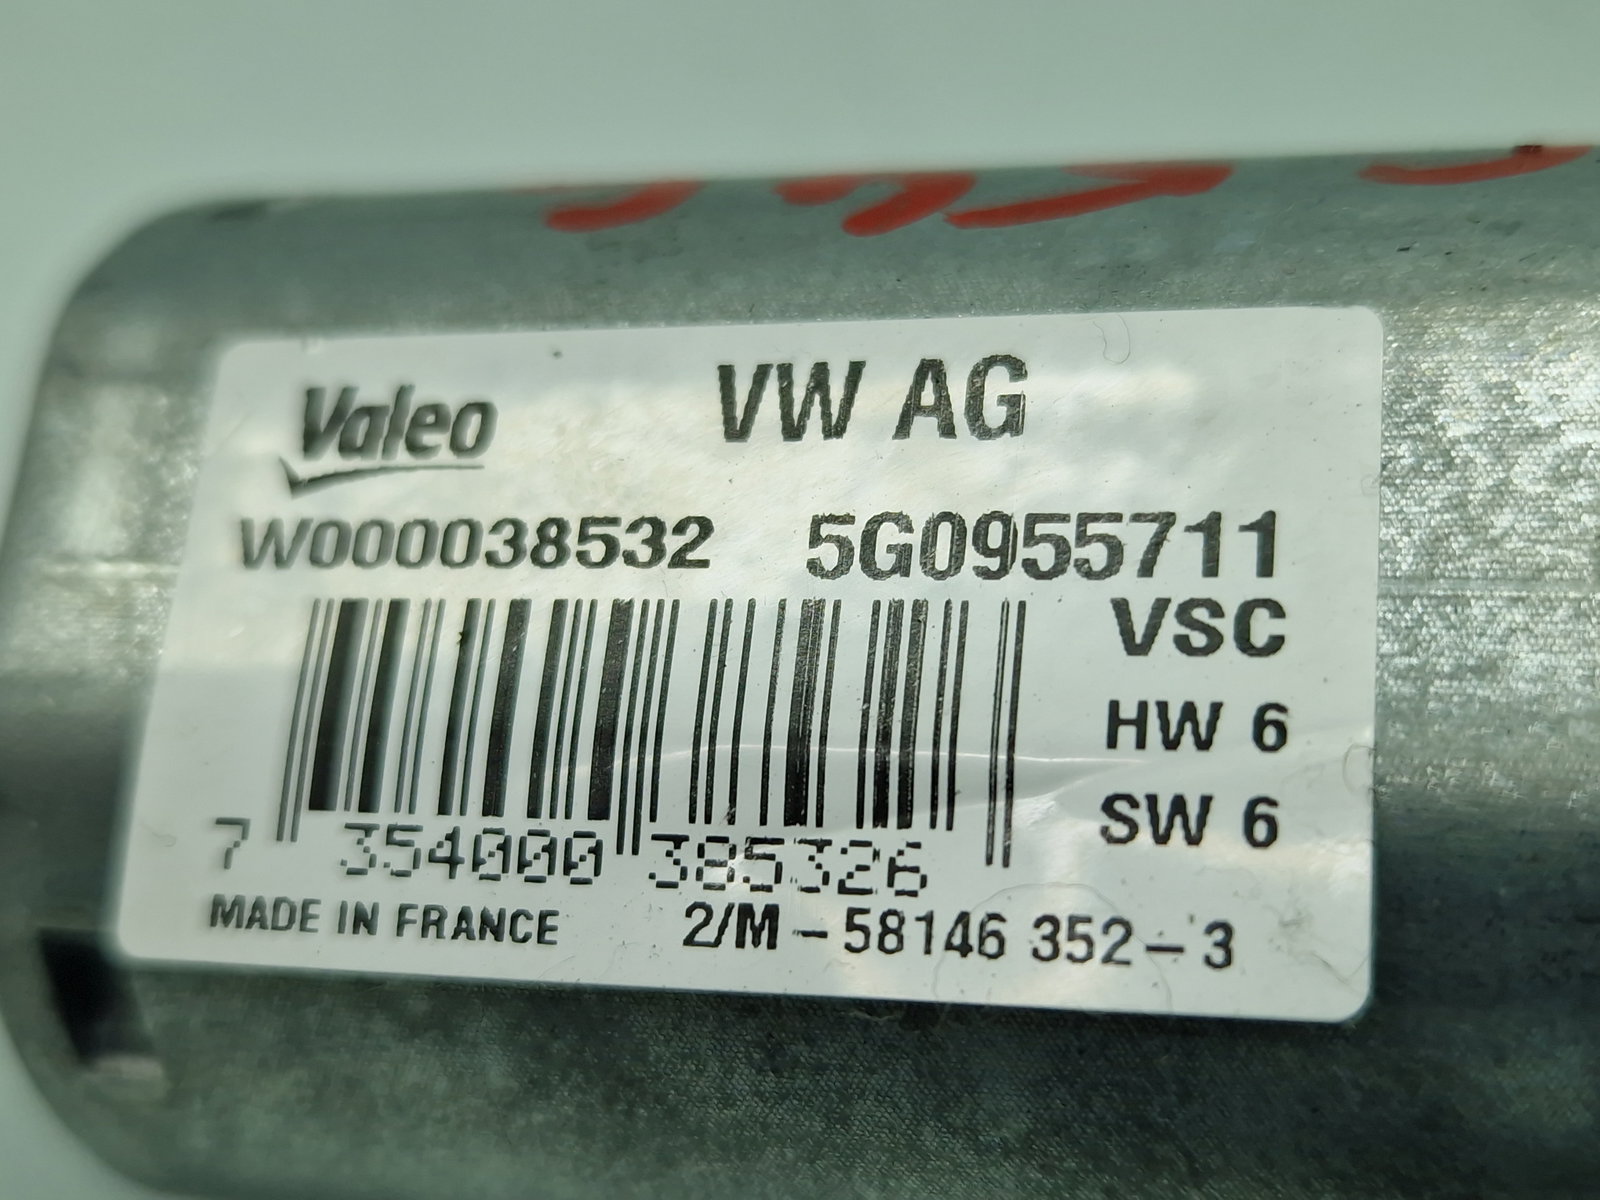 Valeo VW AG
W000038532 5G0955711
VSC
HW 6
SW 6
7 354000 385326
MADE IN FRANCE 2/M - 58146 352 - 3